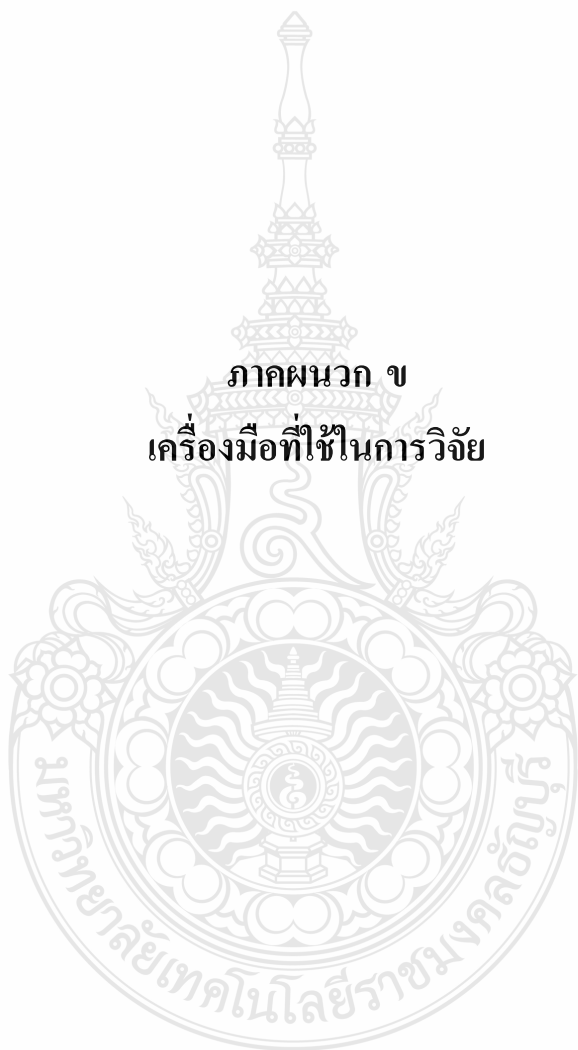 ภาคผนวก ข
เครื่องมือที่ใช้ในการวิจัย
มหาวิทยาลัยเทคโนโลยีราชมงคลธัญบุรี